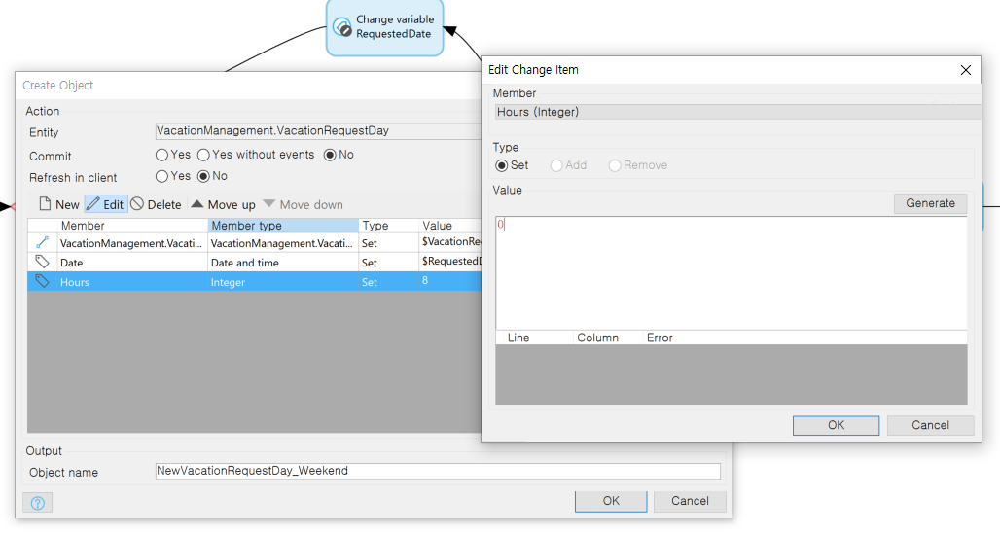 Change variable
RequestedDate
Create Object
Action
Entity VacationManagement.VacationRequestDay
Commit Yes Yes without events No
Refresh in client Yes No
New Edit Delete Move up Move down
Member Member type Type Value
VacationManagement.Vacati... VacationManagement.Vacati... Set $VacationRe
Date Date and time Set $Requested
Hours Integer Set 8
Output
Object name NewVacationRequestDay_Weekend
OK Cancel
Edit Change Item
Member
Hours (Integer)
Type
Set Add Remove
Value
Generate
0
Line Column Error
OK Cancel